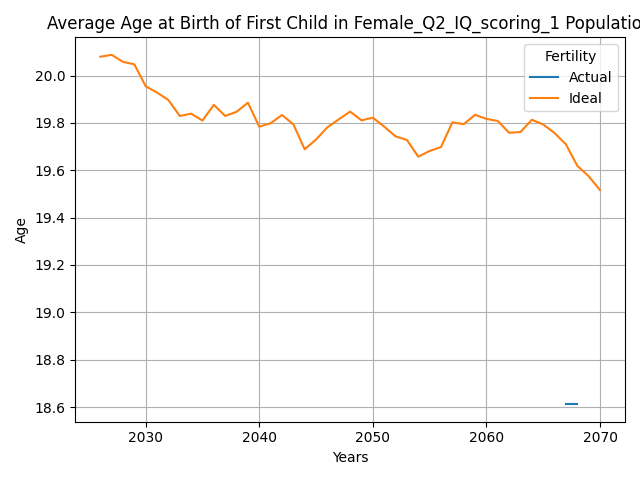 Average Age at Birth of First Child in Female_Q2_IQ_scoring_1 Populatio
Fertility
Actual
Ideal
20.0
19.8
19.6
19.4
19.2
19.0
18.8
18.6
Age
2030 2040 2050 2060 2070
Years